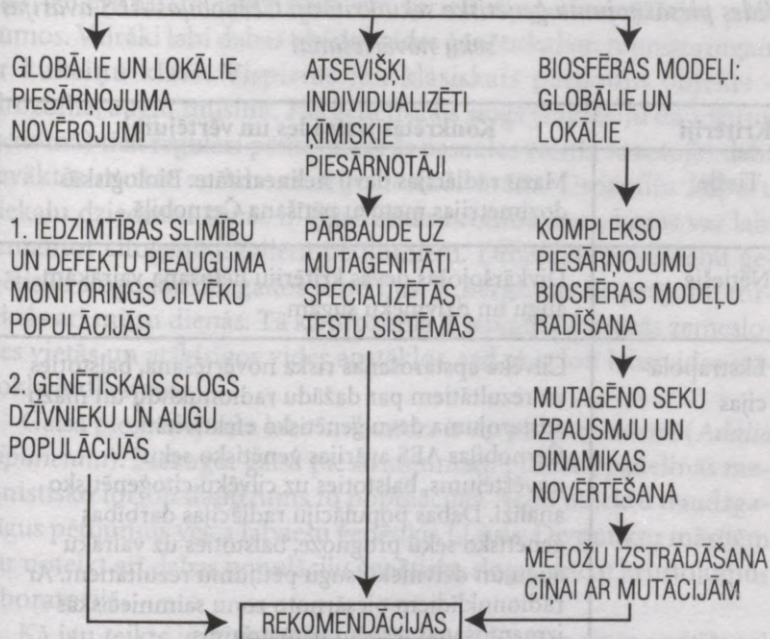 GLOBĀLIE UN LOKĀLIE
PIESĀRŅOJUMA
NOVĒROJUMI
ATSEVIŠĶI
INDIVIDUALIZĒTI
ĶĪMISKIE
PIESĀRŅOTĀJI
BIOSFĒRAS MODEĻI:
GLOBĀLIE UN
LOKĀLIE
1. IEDZIMTĪBAS SLIMĪBU
UN DEFEKTU PIEAUGUMA
MONITORINGS CILVĒKU
POPULĀCIJĀS
PĀRBAUDE UZ
MUTAGENITĀTI
SPECIALIZĒTĀS
TESTU SISTĒMĀS
KOMPLEKSO
PIESĀRŅOJUMU
BIOSFĒRAS MODEĻU
RADĪŠANA
2. ĢENĒTISKAIS SLOGS
DZĪVNIEKU UN AUGU
POPULĀCIJĀS
MUTAGĒNO SEKU
IZPAUSMJU UN
DINAMIKAS
NOVĒRTĒŠANA
METOŽU IZSTRĀDĀŠANA
CĪŅAI AR MUTĀCIJĀM
REKOMENDĀCIJAS